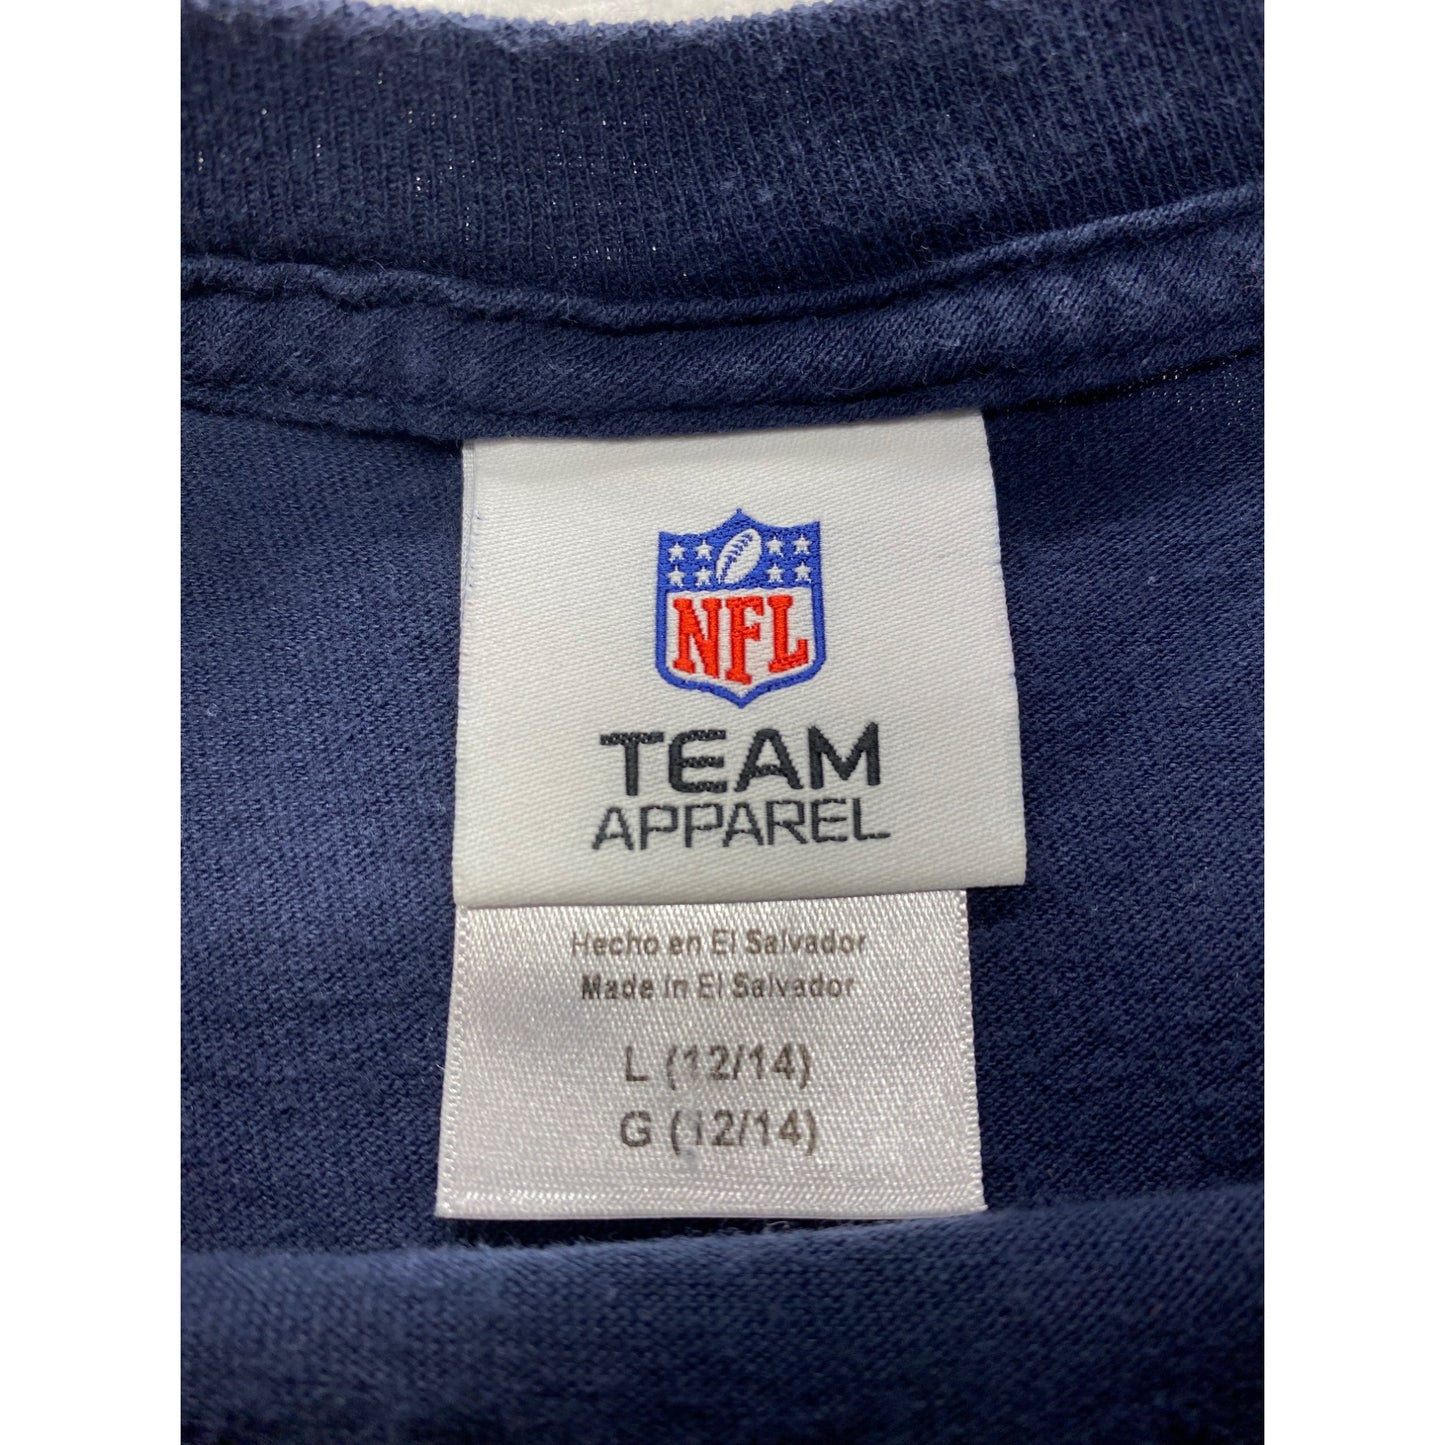 NFL
TEAM
APPAREL
Hecho en El Salvador
Made in El Salvador
L (12/14)
G (12/14)